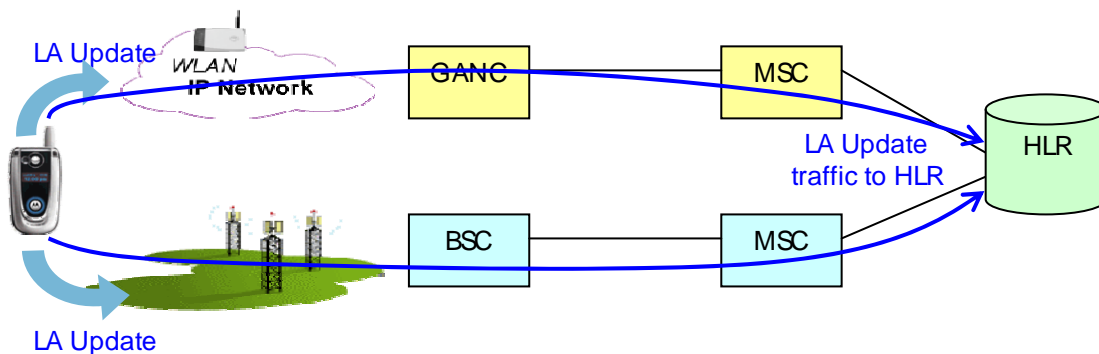 LA Update
WLAN
IP Network
GANC
MSC
HLR
LA Update
traffic to HLR
BSC
MSC
LA Update